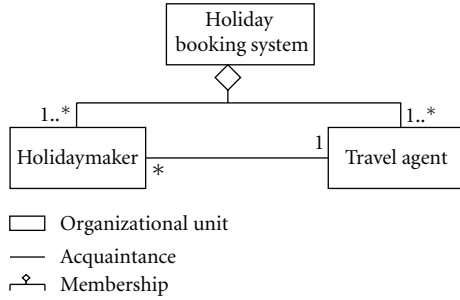 Holiday
booking system
1..*
1..*
Holidaymaker
*
1
Travel agent
Organizational unit
Acquaintance
Membership